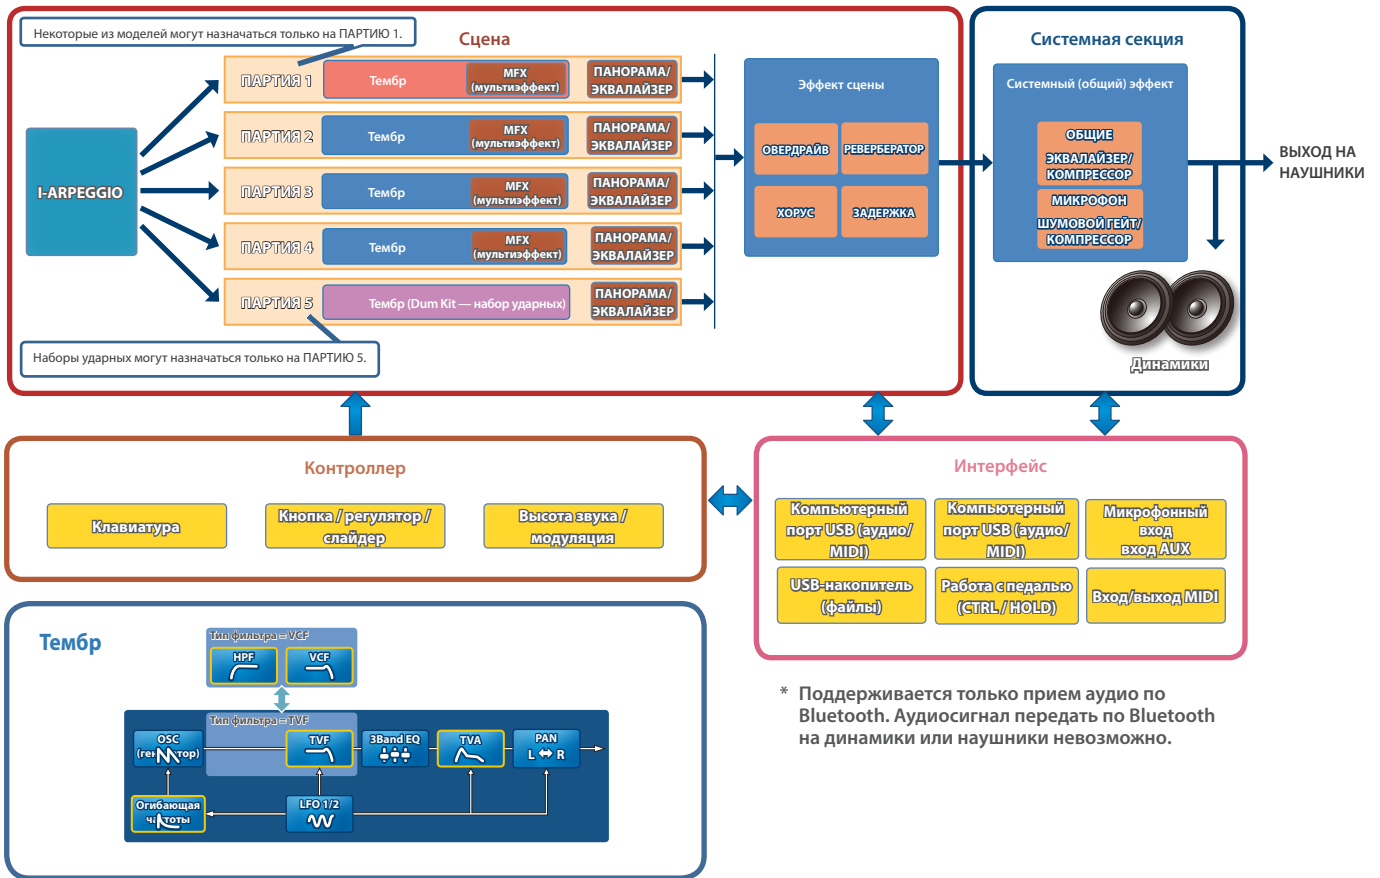 Некоторые из моделей могут назначаться только на ПАРТИЮ 1.
Сцена
I-ARPEGGIO
ПАРТИЯ 1
Тембр
MFX
(мультиэффект)
ПАНОРАМА/
ЭКВАЛАЙЗЕР
ПАРТИЯ 2
Тембр
MFX
(мультиэффект)
ПАНОРАМА/
ЭКВАЛАЙЗЕР
ПАРТИЯ 3
Тембр
MFX
(мультиэффект)
ПАНОРАМА/
ЭКВАЛАЙЗЕР
ПАРТИЯ 4
Тембр
MFX
(мультиэффект)
ПАНОРАМА/
ЭКВАЛАЙЗЕР
ПАРТИЯ 5
Тембр (Dum Kit — набор ударных)
ПАНОРАМА/
ЭКВАЛАЙЗЕР
Наборы ударных могут назначаться только на ПАРТИЮ 5.
Эффект сцены
ОВЕРДРАЙВ
РЕВЕРБЕРАТОР
ХОРУС
ЗАДЕРЖКА
Системная секция
Системный (общий) эффект
ОБЩИЕ
ЭКВАЛАЙЗЕР/
КОМПРЕССОР
МИКРОФОН
ШУМОВОЙ ГЕЙТ/
КОМПРЕССОР
Динамики
ВЫХОД НА
НАУШНИКИ
Контроллер
Клавиатура
Кнопка / регулятор /
слайдер
Высота звука /
модуляция
Интерфейс
Компьютерный
порт USB (аудио/
MIDI)
Компьютерный
порт USB (аудио/
MIDI)
Микрофонный
вход
вход AUX
USB-накопитель
(файлы)
Работа с педалью
(CTRL / HOLD)
Вход/выход MIDI
Тембр
Тип фильтра = VCF
HPF
VCF
Тип фильтра = TVF
OSC
TVF
3Band EQ
TVA
PAN
L R
Огибающая
частоты
LFO 1/2
* Поддерживается только прием аудио по
Bluetooth. Аудиосигнал передать по Bluetooth
на динамики или наушники невозможно.